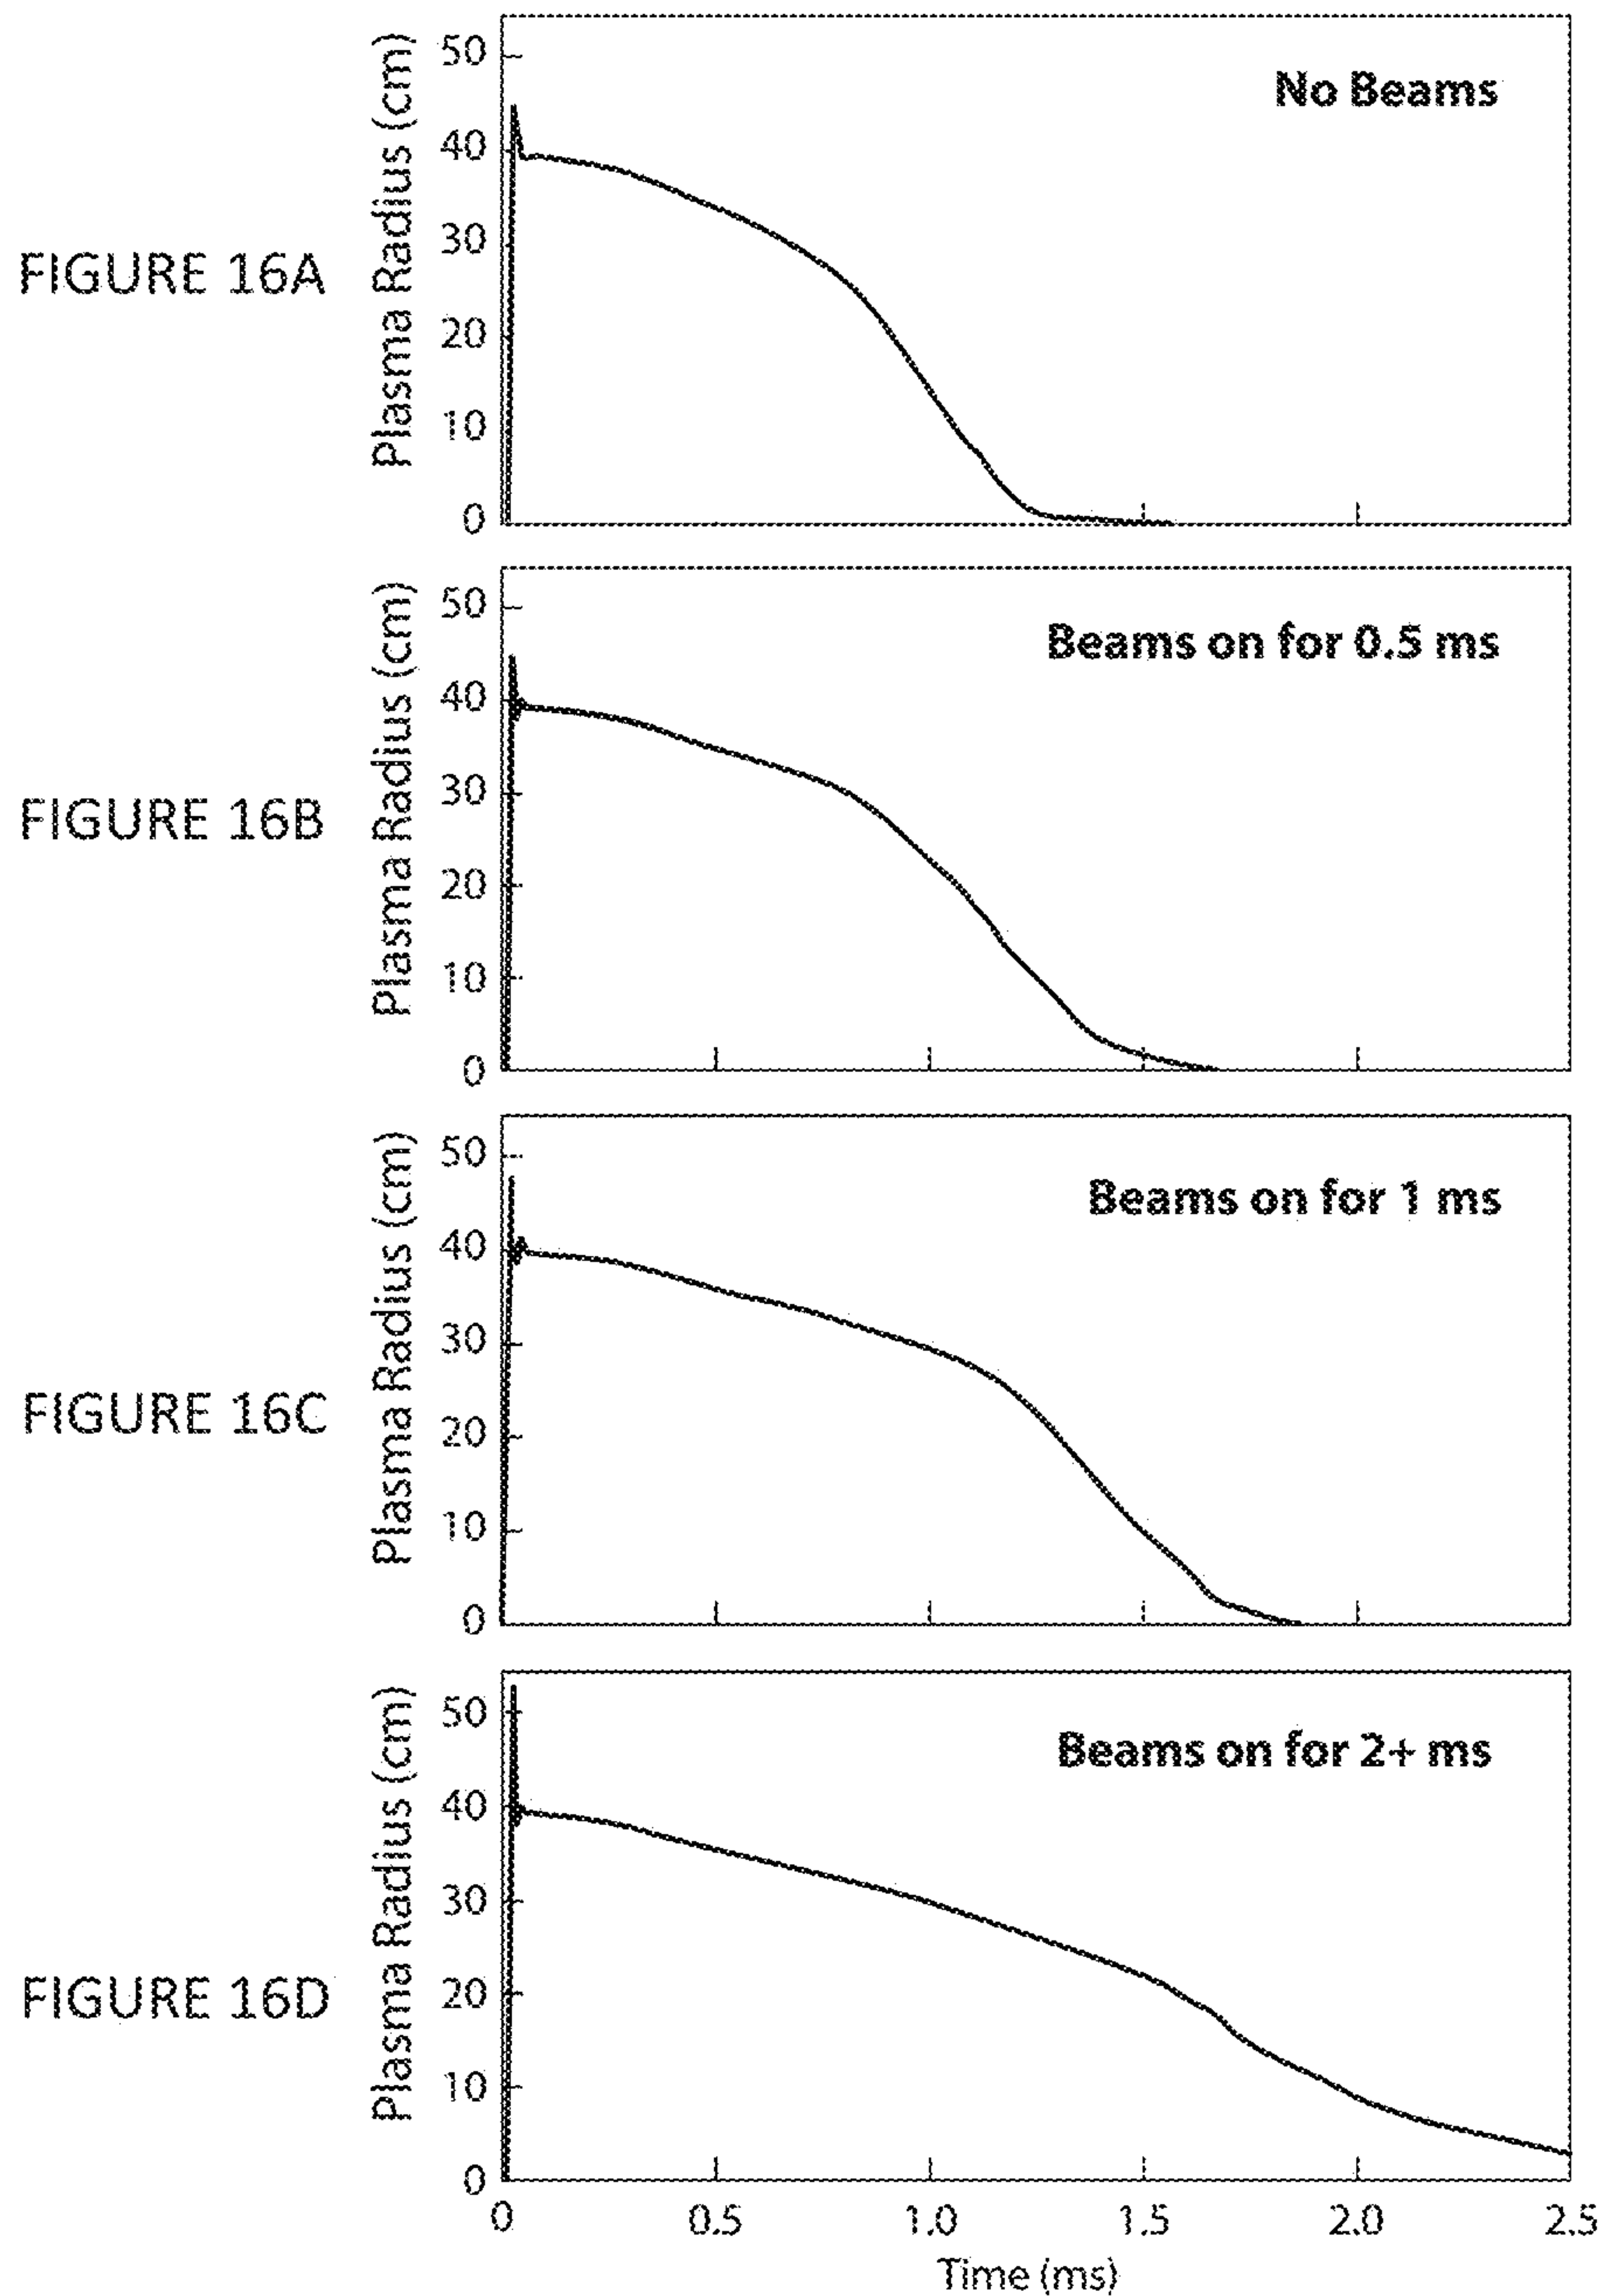 FIGURE 16A
Plasma Radius (cm)
50
40
30
20
10
0
No Beams
FIGURE 16B
Plasma Radius (cm)
50
40
30
20
10
0
Beams on for 0.5 ms
FIGURE 16C
Plasma Radius (cm)
50
40
30
20
10
0
Beams on for 1 ms
FIGURE 16D
Plasma Radius (cm)
50
40
30
20
10
0
Beams on for 2+ ms
0 0.5 1.0 1.5 2.0 2.5
Time (ms)